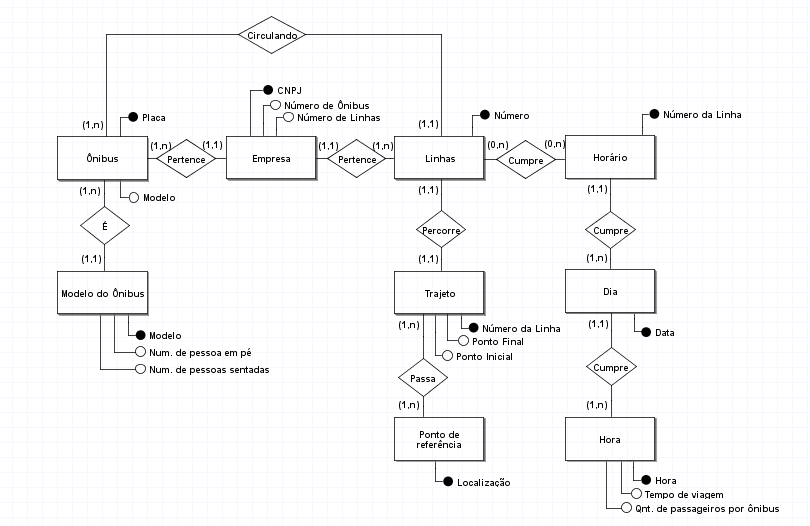 Circulando
CNPJ
Número de Ônibus
Número de Linhas
Placa
Número
Número da Linha
(1,n)
(1,1)
Ônibus
(1,n)
Pertence
(1,1)
Empresa
(1,1)
Pertence
(1,n)
Linhas
(0,n)
Cumpre
(0,n)
Horário
(1,n)
Modelo
(1,1)
(1,1)
É
Percorre
Cumpre
(1,1)
(1,1)
(1,n)
Modelo do Ônibus
Trajeto
Dia
(1,n)
(1,1)
Modelo
Num. de pessoa em pé
Num. de pessoas sentadas
Número da Linha
Ponto Final
Ponto Inicial
Data
Passa
Cumpre
(1,n)
(1,n)
Ponto de
referência
Hora
Localização
Hora
Tempo de viagem
Qnt. de passageiros por ônibus